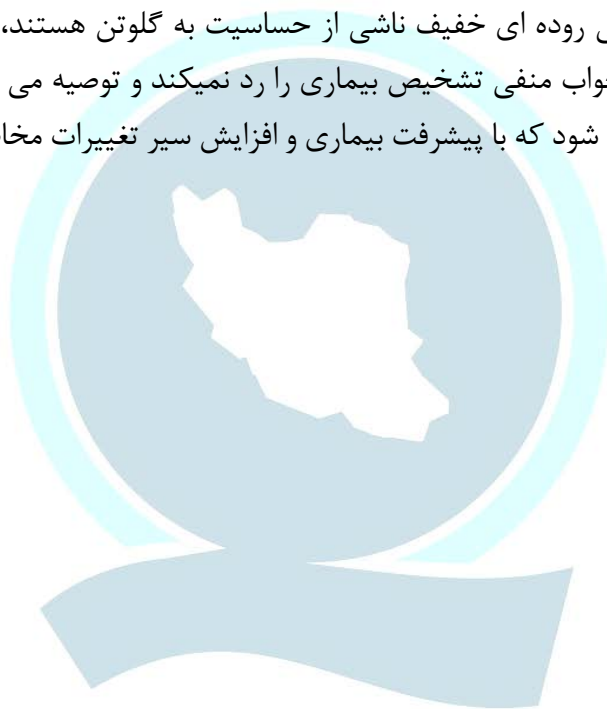 روده ای خفیف ناشی از حساسیت به گلوتن هستند،
جواب منفی تشخیص بیماری را رد نمیکند و توصیه می
شود که با پیشرفت بیماری و افزایش سیر تغییرات